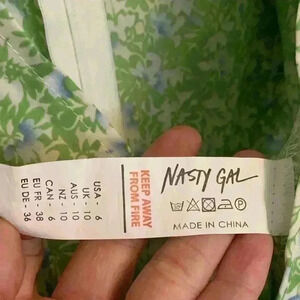 NASTY GAL
MADE IN CHINA
KEEP AWAY
FROM FIRE
USA - 6
UK - 10
AUS - 10
NZ - 10
CAN - 6
EU FR - 38
EU DE - 36